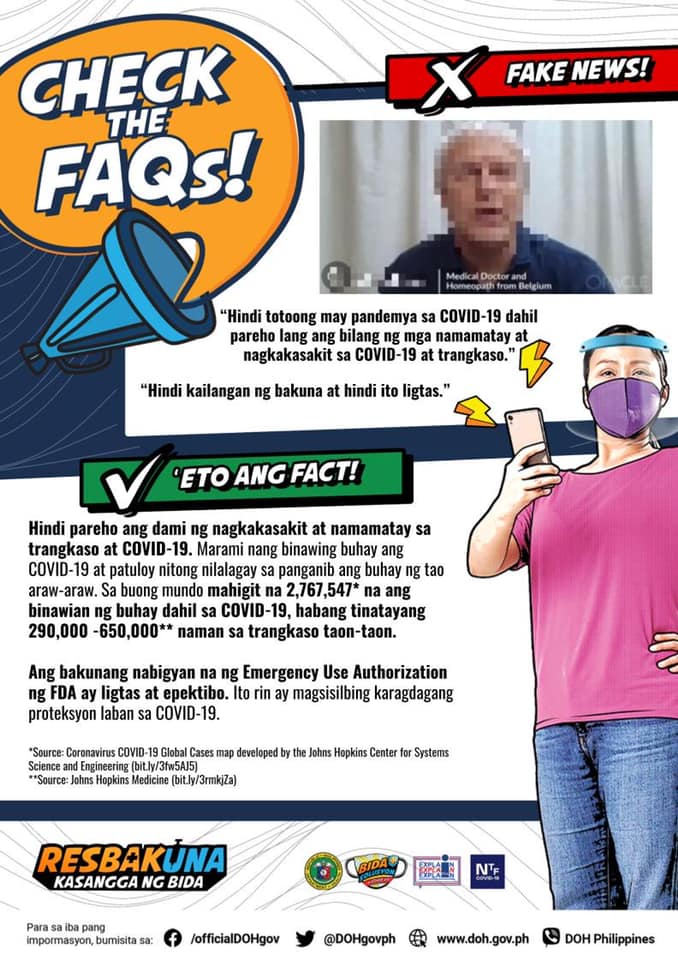 CHECK
THE
FAQs!
FAKE NEWS!
Medical Doctor and
Homeopath from Belgium
ORACLE
“Hindi totoong may pandemya sa COVID-19 dahil
pareho lang ang bilang ng mga namamatay at
nagkakasakit sa COVID-19 at trangkaso.”
“Hindi kailangan ng bakuna at hindi ito ligtas.”
‘ETO ANG FACT!
Hindi pareho ang dami ng nagkakasakit at namamatay sa
trangkaso at COVID-19. Marami nang binawing buhay ang
COVID-19 at patuloy nitong nilalagay sa panganib ang buhay ng tao
araw-araw. Sa buong mundo mahigit na 2,767,547* na ang
binawian ng buhay dahil sa COVID-19, habang tinatayang
290,000 -650,000** naman sa trangkaso taon-taon.
Ang bakunang nabigyan na ng Emergency Use Authorization
ng FDA ay ligtas at epektibo. Ito rin ay magsisilbing karagdagang
proteksyon laban sa COVID-19.
*Source: Coronavirus COVID-19 Global Cases map developed by the Johns Hopkins Center for Systems
Science and Engineering (bit.ly/3fw5AJ5)
**Source: Johns Hopkins Medicine (bit.ly/3rmkjZa)
RESBAKUNA
KASANGGA NG BIDA
BIDA
SOLUSYON
EXPLAIN
EXPLAIN
EXPLAIN
NTF
COVID-19
Para sa iba pang
impormasyon, bumisita sa:
/officialDOHgov
@DOHgovph
www.doh.gov.ph
DOH Philippines